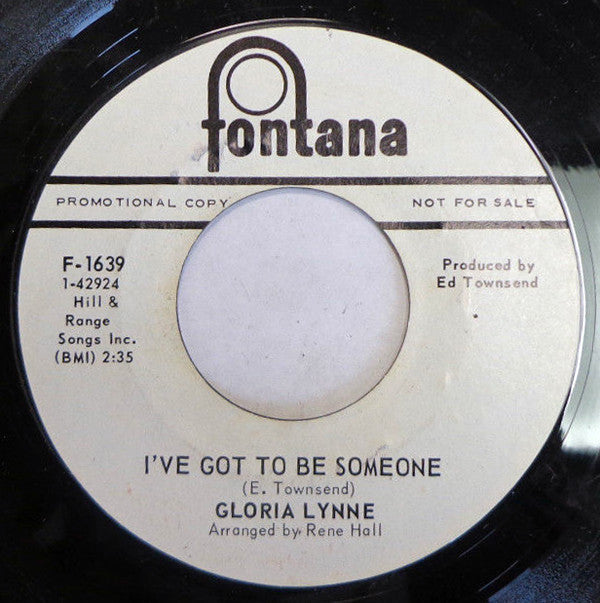 fontana
PROMOTIONAL COPY NOT FOR SALE
F-1639
1-42924
Hill &
Range
Songs Inc.
(BMI) 2:35
Produced by
Ed Townsend
I'VE GOT TO BE SOMEONE
(E. Townsend)
GLORIA LYNNE
Arranged by Rene Hall